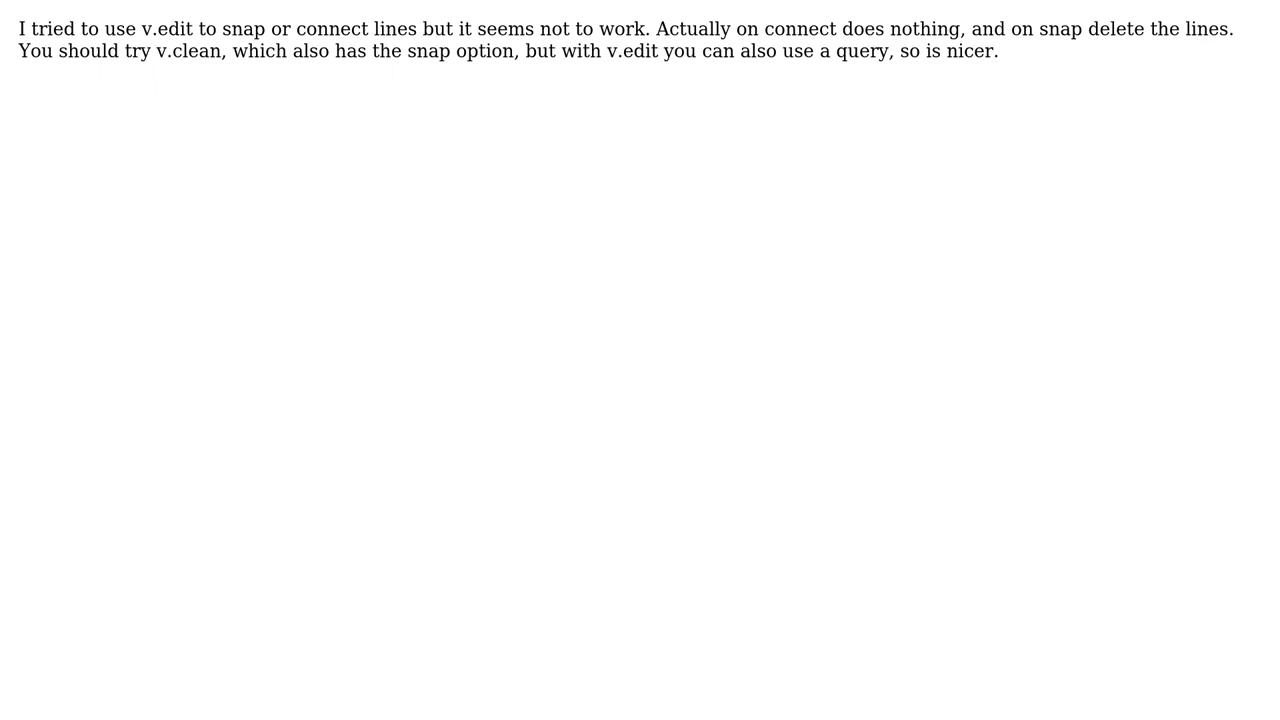 I tried to use v.edit to snap or connect lines but it seems not to work. Actually on connect does nothing, and on snap delete the lines.
You should try v.clean, which also has the snap option, but with v.edit you can also use a query, so is nicer.